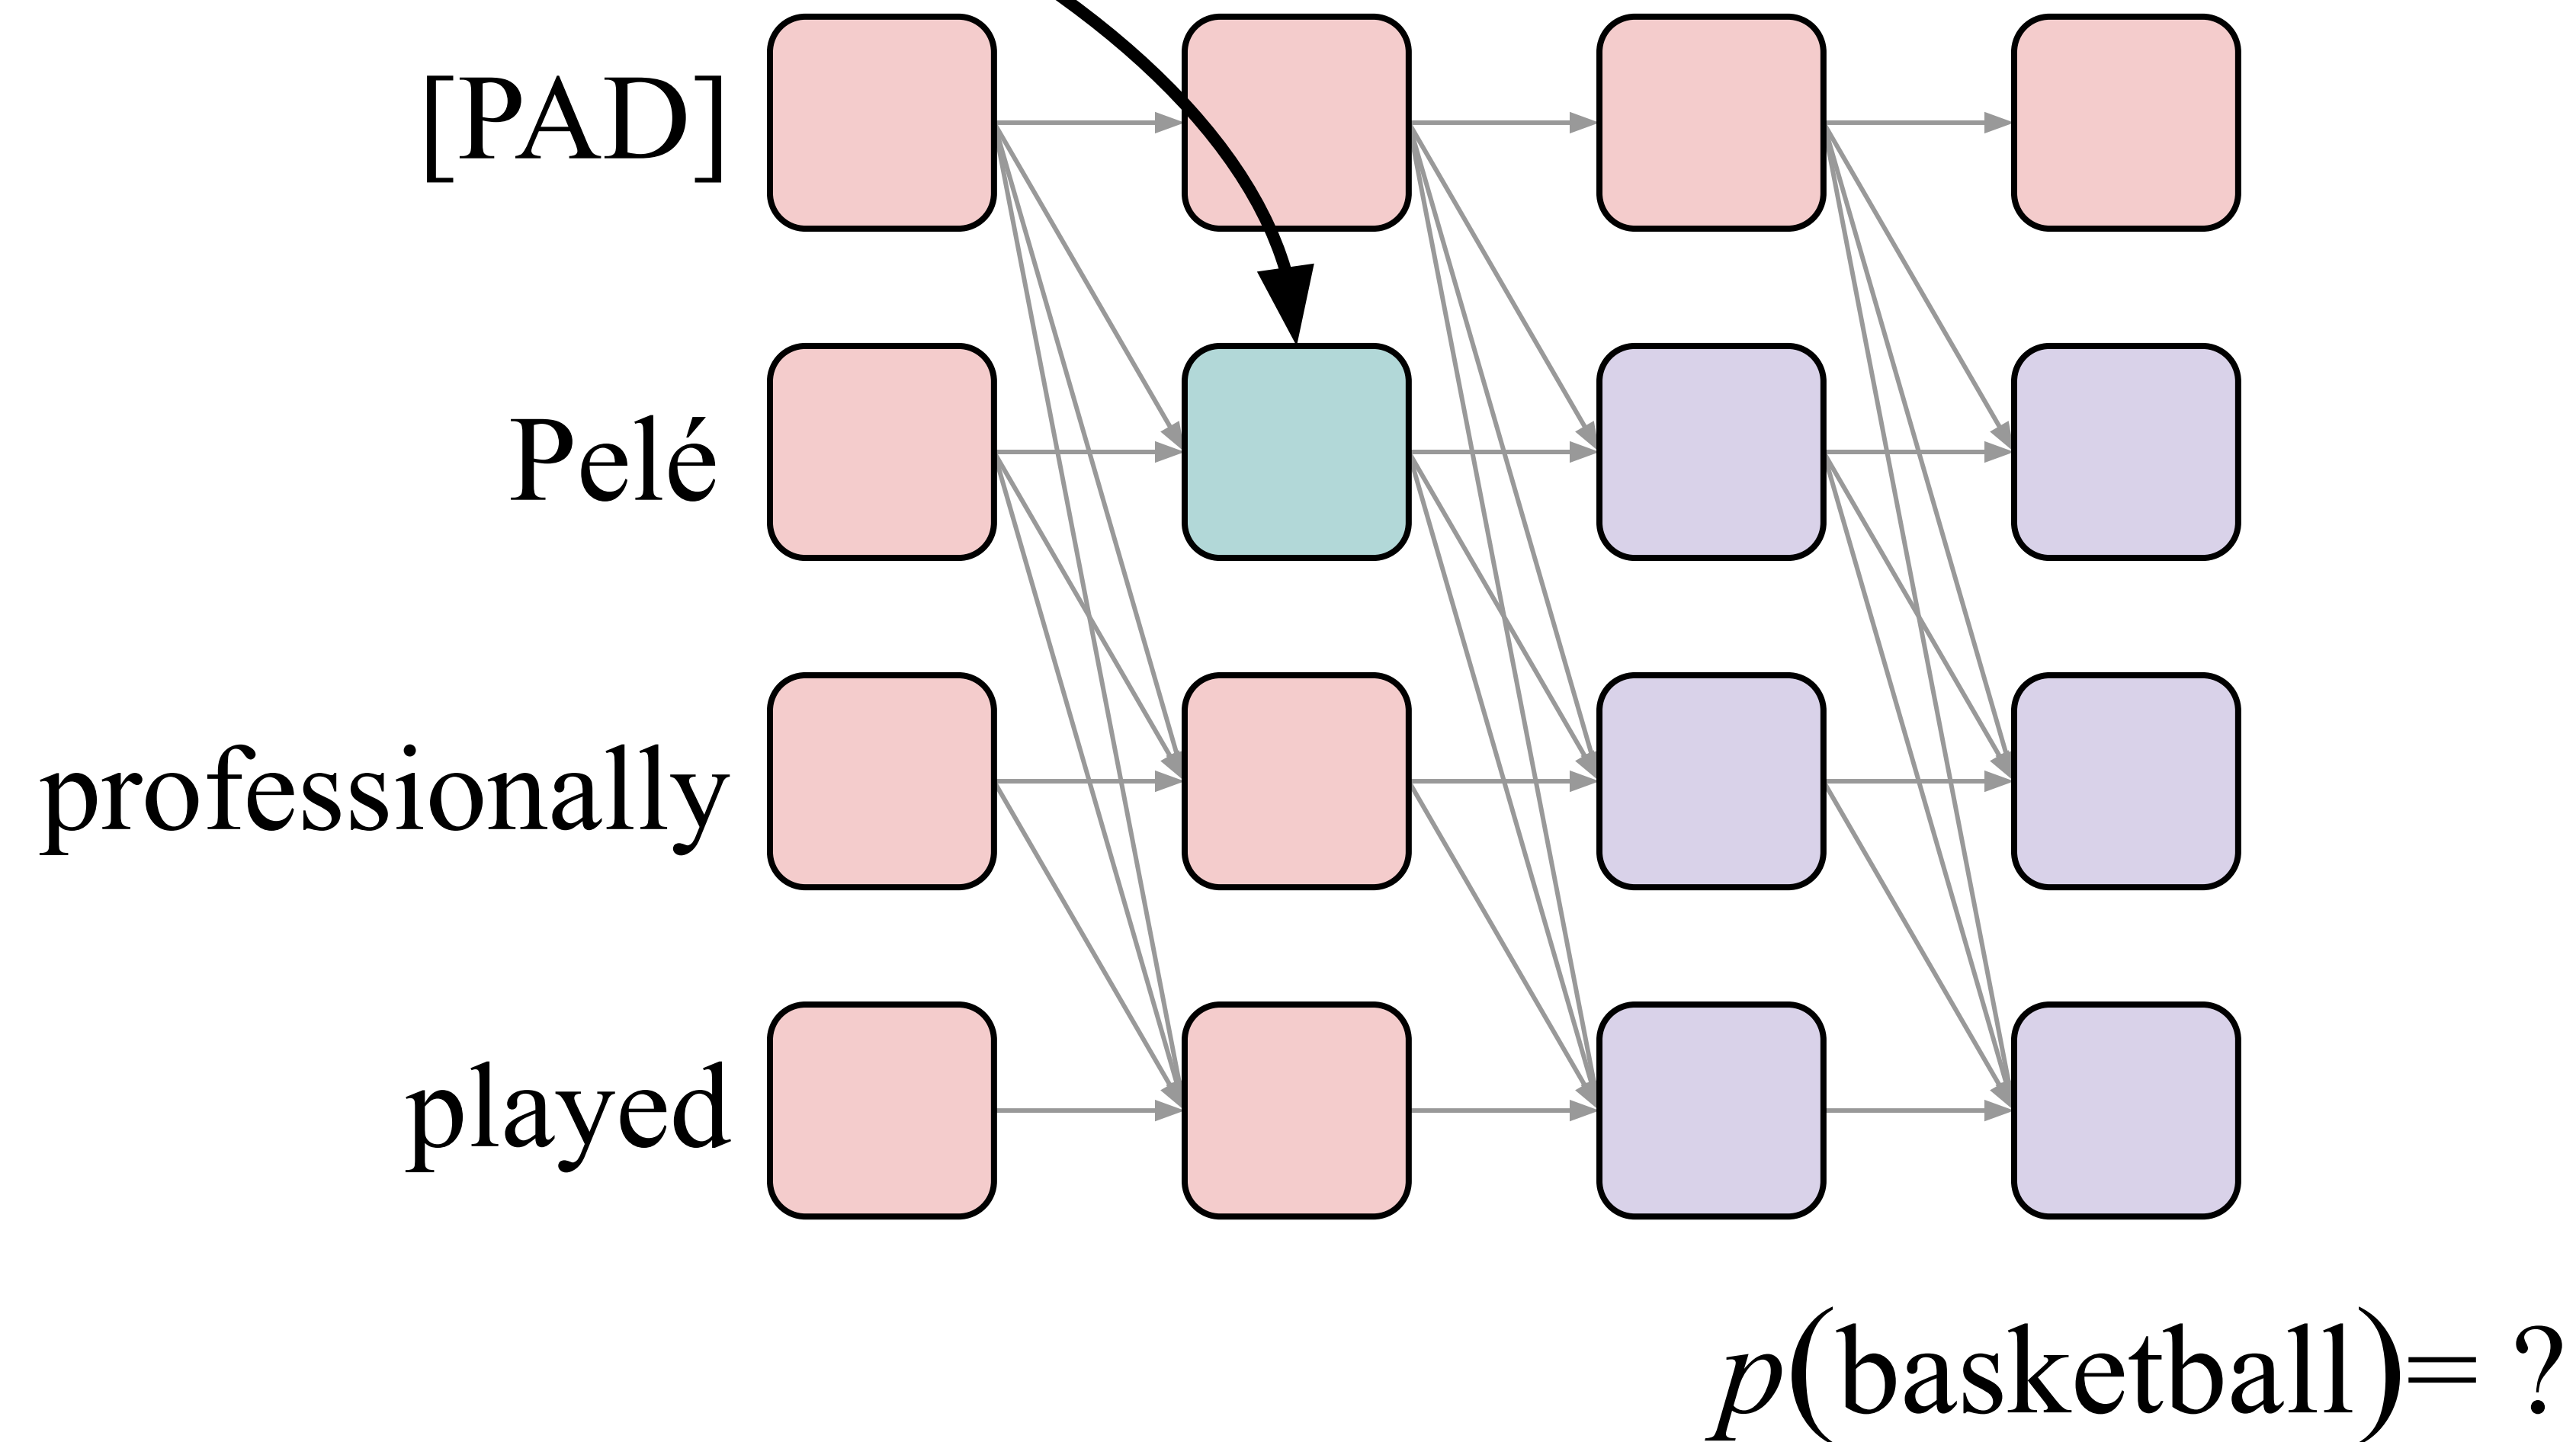 [PAD]
Pelé
professionally
played
p(basketball)= ?